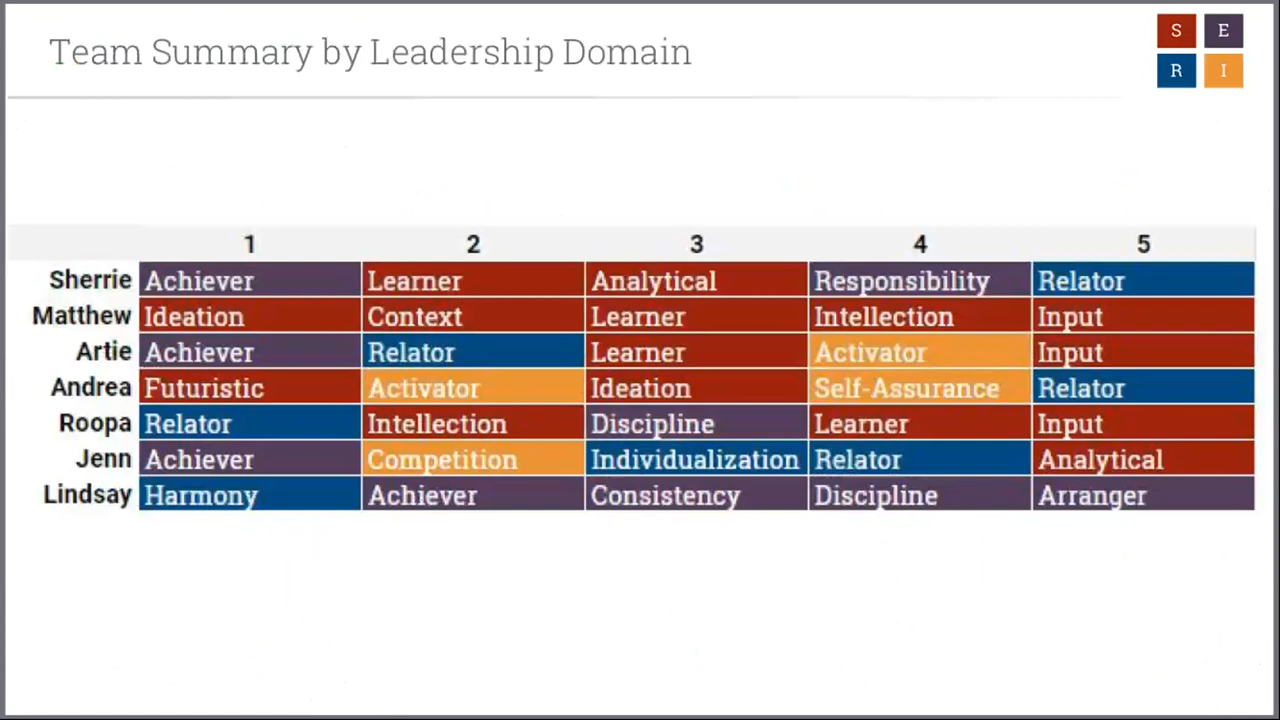 Team Summary by Leadership Domain
S E
R I
1 2 3 4 5
Sherrie Achiever Learner Analytical Responsibility Relator
Matthew Ideation Context Learner Intellection Input
Artie Achiever Relator Learner Activator Input
Andrea Futuristic Activator Ideation Self-Assurance Relator
Roopa Relator Intellection Discipline Learner Input
Jenn Achiever Competition Individualization Relator Analytical
Lindsay Harmony Achiever Consistency Discipline Arranger